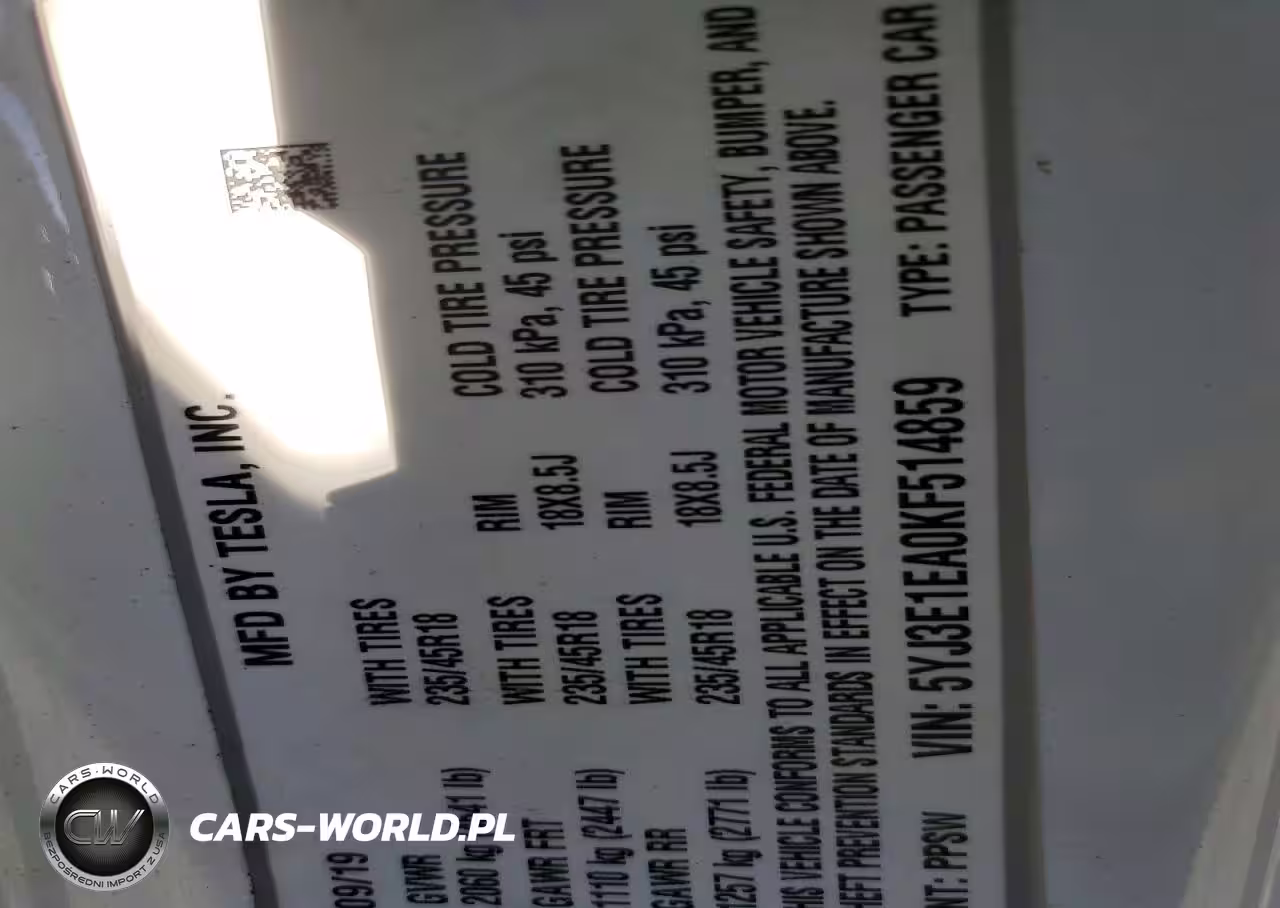 MFD BY TESLA, INC.
09/19
GVWR WITH TIRES COLD TIRE PRESSURE
2060 kg 235/45R18 RIM 310 kPa, 45 psi
GAWR FRT WITH TIRES 18X8.5J COLD TIRE PRESSURE
1110 kg (2447 lb) 235/45R18 RIM 310 kPa, 45 psi
GAWR RR WITH TIRES 18X8.5J
1257 kg (2771 lb) 235/45R18
HIS VEHICLE CONFORMS TO ALL APPLICABLE U.S. FEDERAL MOTOR VEHICLE SAFETY, BUMPER, AND
HEFT PREVENTION STANDARDS IN EFFECT ON THE DATE OF MANUFACTURE SHOWN ABOVE.
NT: PPSW VIN: 5YJ3E1EA0KF514859 TYPE: PASSENGER CAR
CARS-WORLD
CW
BEZPOŚREDNI IMPORT Z USA
CARS-WORLD.PL